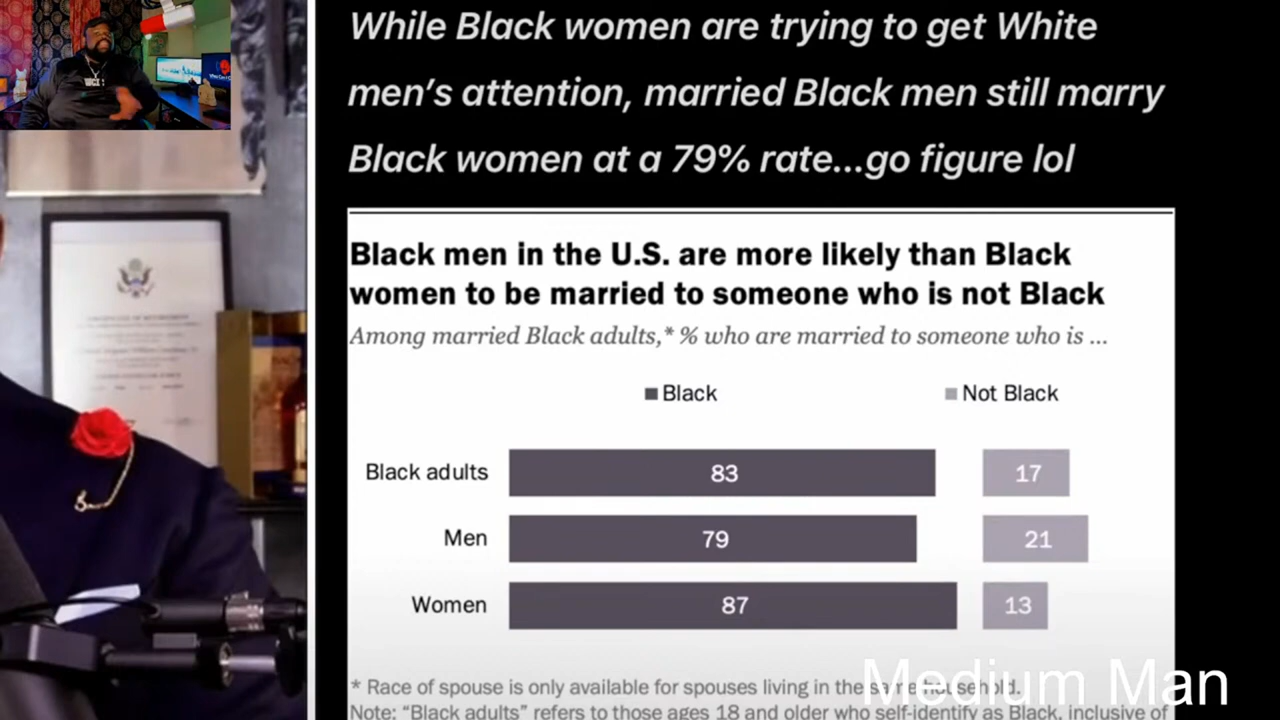 While Black women are trying to get White
men's attention, married Black men still marry
Black women at a 79% rate...go figure lol
Black men in the U.S. are more likely than Black
women to be married to someone who is not Black
Among married Black adults,* % who are married to someone who is ...
Black Not Black
Black adults 83 17
Men 79 21
Women 87 13
* Race of spouse is only available for spouses living in the same household.
Note: "Black adults" refers to those ages 18 and older who self-identify as Black, inclusive of
Medium Man